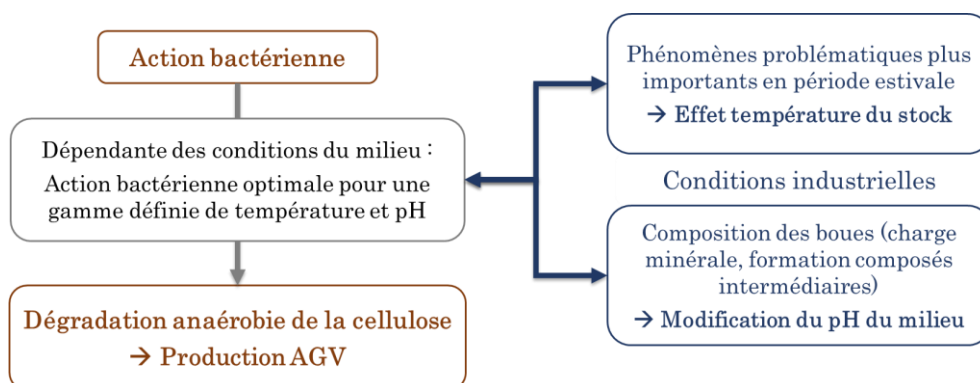 Action bactérienne
Dépendante des conditions du milieu :
Action bactérienne optimale pour une
gamme définie de température et pH
Dégradation anaérobie de la cellulose
→ Production AGV
Phénomènes problématiques plus
importants en période estivale
→ Effet température du stock
Conditions industrielles
Composition des boues (charge
minérale, formation composés
intermédiaires)
→ Modification du pH du milieu